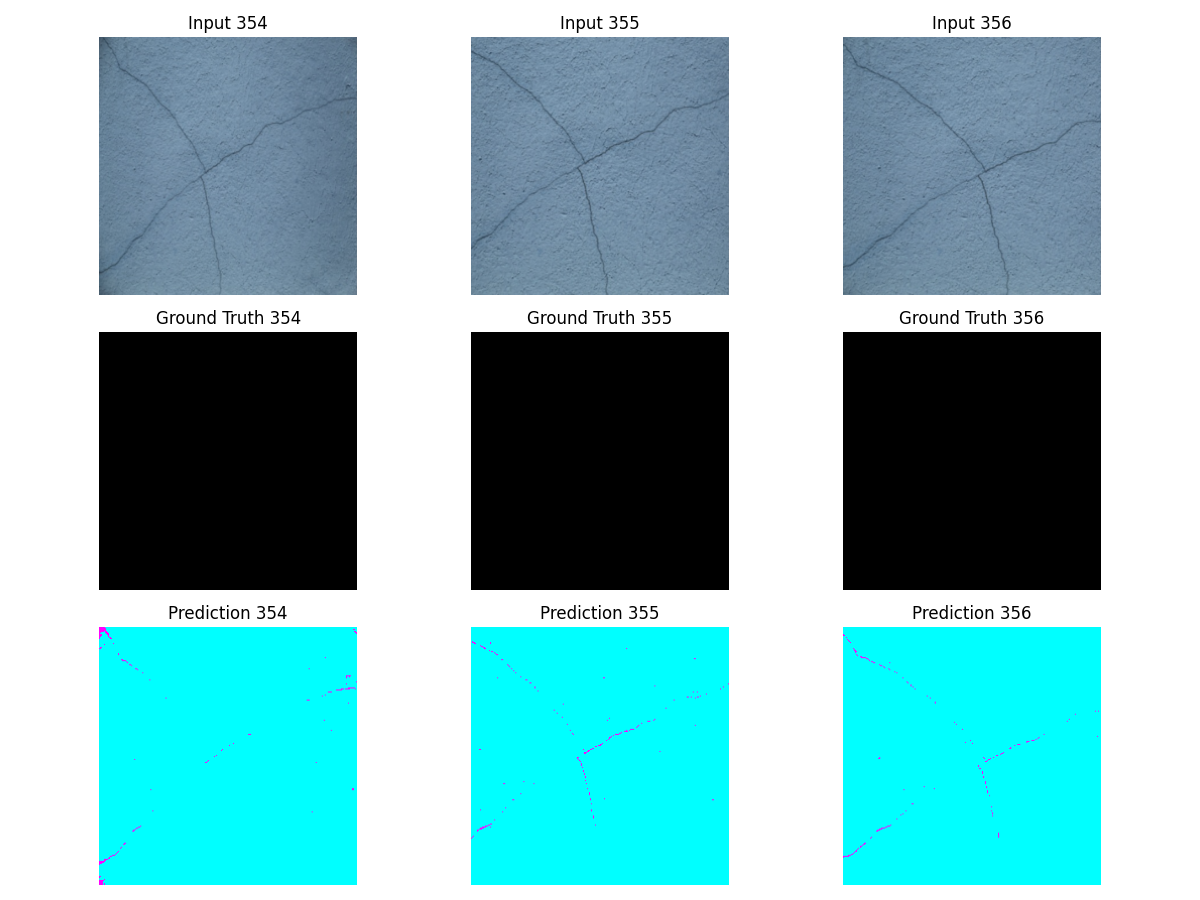 Input 354
Input 355
Input 356
Ground Truth 354
Ground Truth 355
Ground Truth 356
Prediction 354
Prediction 355
Prediction 356